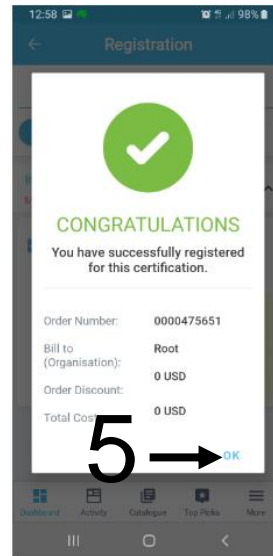 12:58
98%
Registration
CONGRATULATIONS
You have successfully registered
for this certification.
Order Number: 0000475651
Bill to Root
(Organisation):
0 USD
Order Discount:
Total Cost 0 USD
5
OK
Dashboard Activity Catalogue Top Picks More